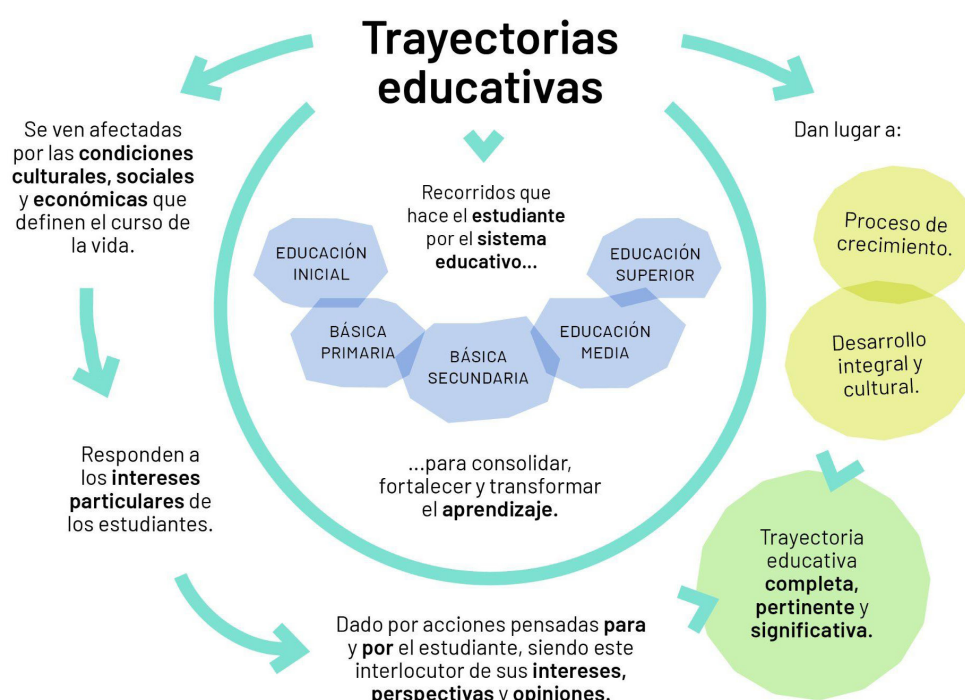 Trayectorias
educativas
Se ven afectadas
por las condiciones
culturales, sociales
y económicas que
definen el curso de
la vida.
Responden a
los intereses
particulares de
los estudiantes.
Recorridos que
hace el estudiante
por el sistema
educativo...
EDUCACIÓN
INICIAL
BÁSICA
PRIMARIA
BÁSICA
SECUNDARIA
EDUCACIÓN
MEDIA
EDUCACIÓN
SUPERIOR
...para consolidar,
fortalecer y transformar
el aprendizaje.
Dado por acciones pensadas para
y por el estudiante, siendo este
interlocutor de sus intereses,
perspectivas y opiniones.
Dan lugar a:
Proceso de
crecimiento.
Desarrollo
integral y
cultural.
Trayectoria
educativa
completa,
pertinente y
significativa.